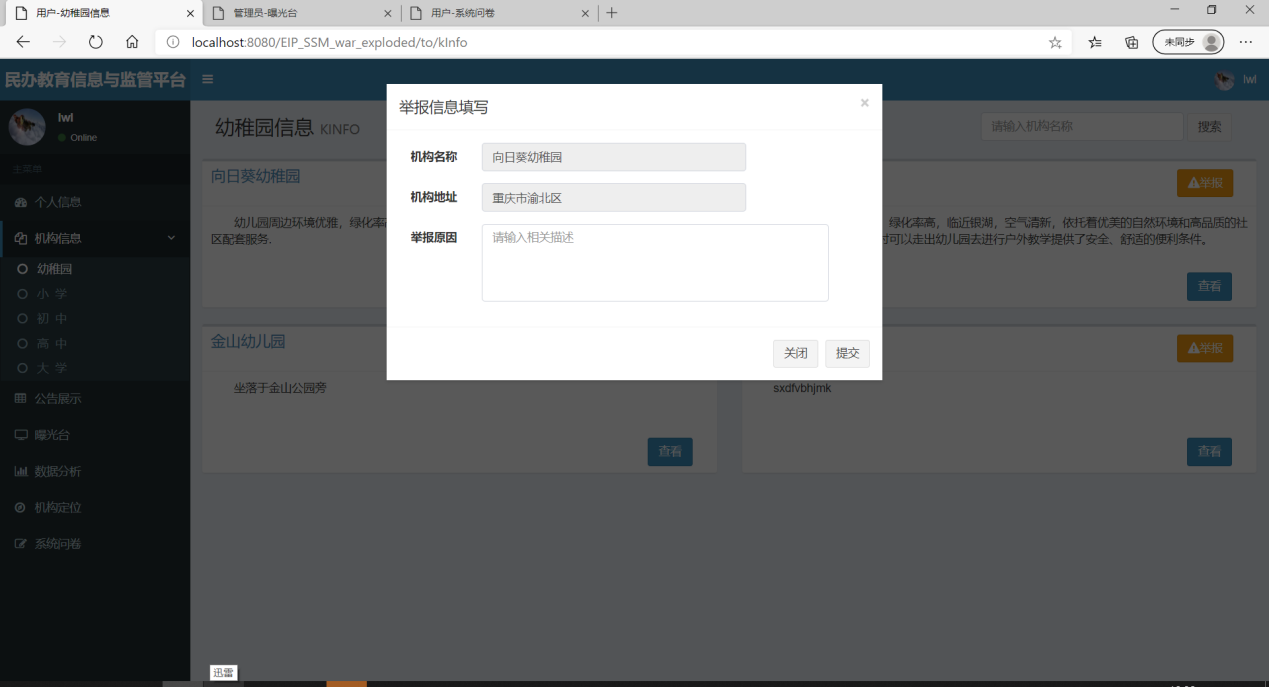 用户-幼稚园信息
管理员-曝光台
用户-系统问卷
localhost:8080/EIP_SSM_war_exploded/to/kInfo
未同步
民办教育信息与监管平台
lwl
lwl
Online
主菜单
个人信息
机构信息
幼稚园
小 学
初 中
高 中
大 学
公告展示
曝光台
数据分析
机构定位
系统问卷
幼稚园信息 KINFO
请输入机构名称
搜索
向日葵幼稚园
举报
幼儿园周边环境优雅，绿化率
区配套服务.
绿化率高，临近银湖，空气清新，依托着优美的自然环境和高品质的社
可以走出幼儿园去进行户外教学提供了安全、舒适的便利条件。
查看
金山幼儿园
举报
坐落于金山公园旁
sxdfvbhjmk
查看
查看
举报信息填写
×
机构名称
向日葵幼稚园
机构地址
重庆市渝北区
举报原因
请输入相关描述
关闭
提交
迅雷